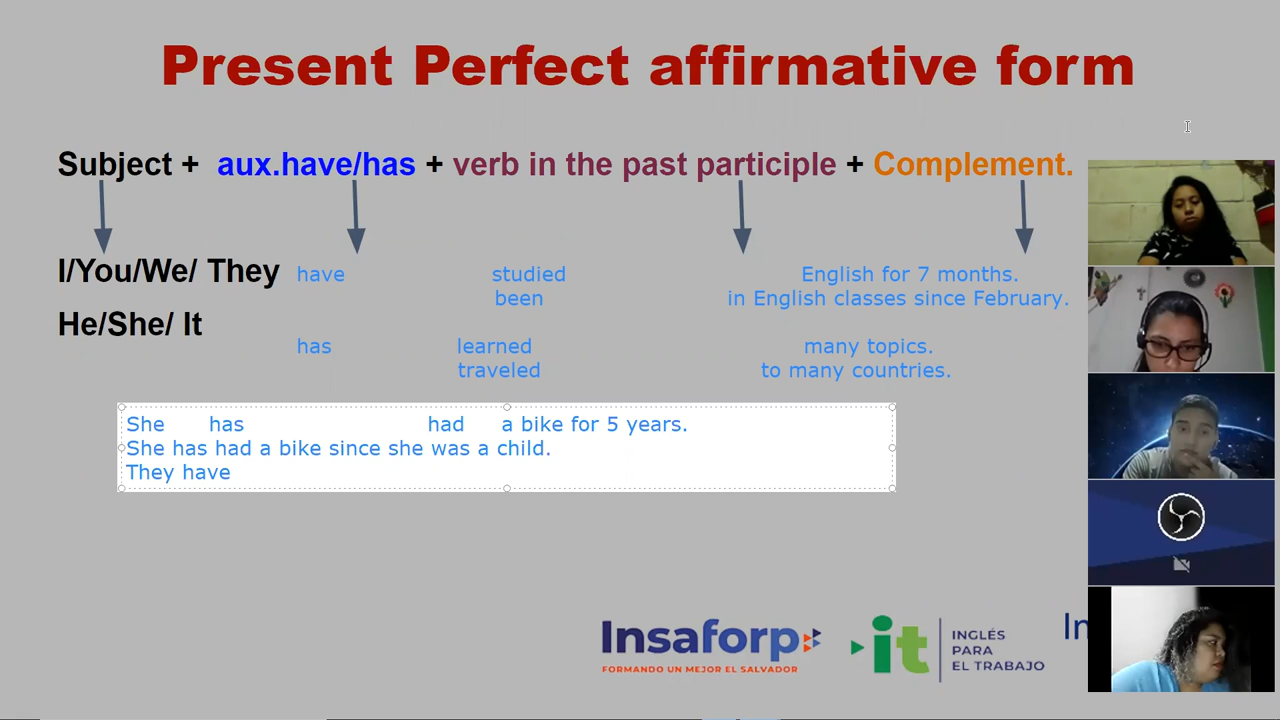 Present Perfect affirmative form
Subject + aux.have/has + verb in the past participle + Complement.
I/You/We/ They have studied English for 7 months.
been in English classes since February.
He/She/ It
has learned many topics.
traveled to many countries.
She has had a bike for 5 years.
She has had a bike since she was a child.
They have
Insaforp
FORMANDO UN MEJOR EL SALVADOR
it
INGLÉS
PARA
EL TRABAJO